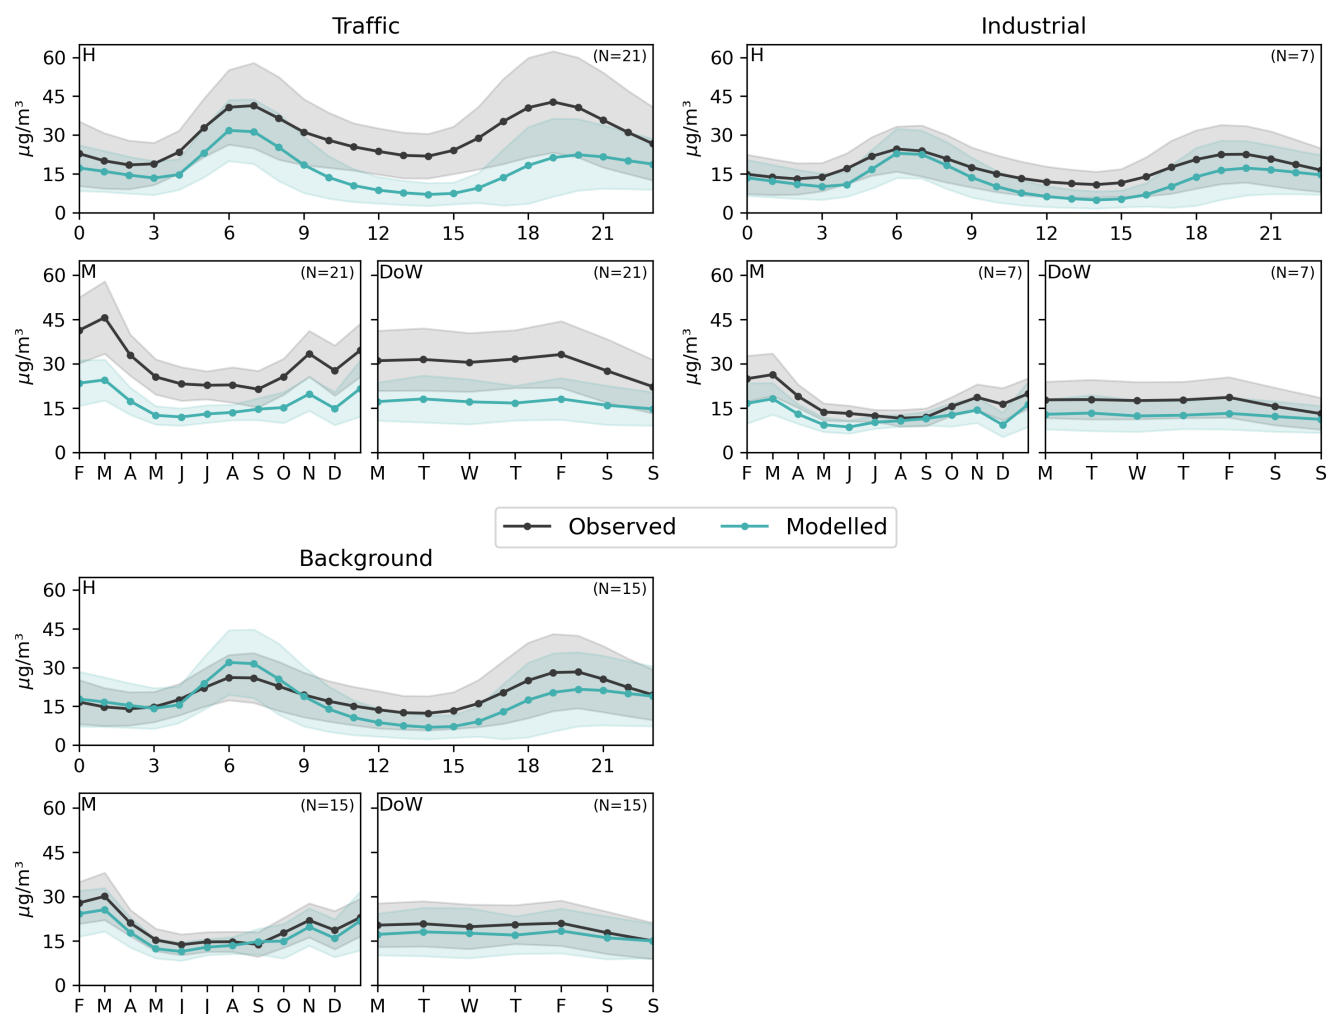 Traffic
H
(N=21)
60
45
30
15
0
µg/m³
0 3 6 9 12 15 18 21
M
(N=21)
60
45
30
15
0
µg/m³
F M A M J J A S O N D
DoW
(N=21)
M T W T F S S
Industrial
H
(N=7)
60
45
30
15
0
µg/m³
0 3 6 9 12 15 18 21
M
(N=7)
60
45
30
15
0
µg/m³
F M A M J J A S O N D
DoW
(N=7)
M T W T F S S
Observed Modelled
Background
H
(N=15)
60
45
30
15
0
µg/m³
0 3 6 9 12 15 18 21
M
(N=15)
60
45
30
15
0
µg/m³
F M A M J J A S O N D
DoW
(N=15)
M T W T F S S